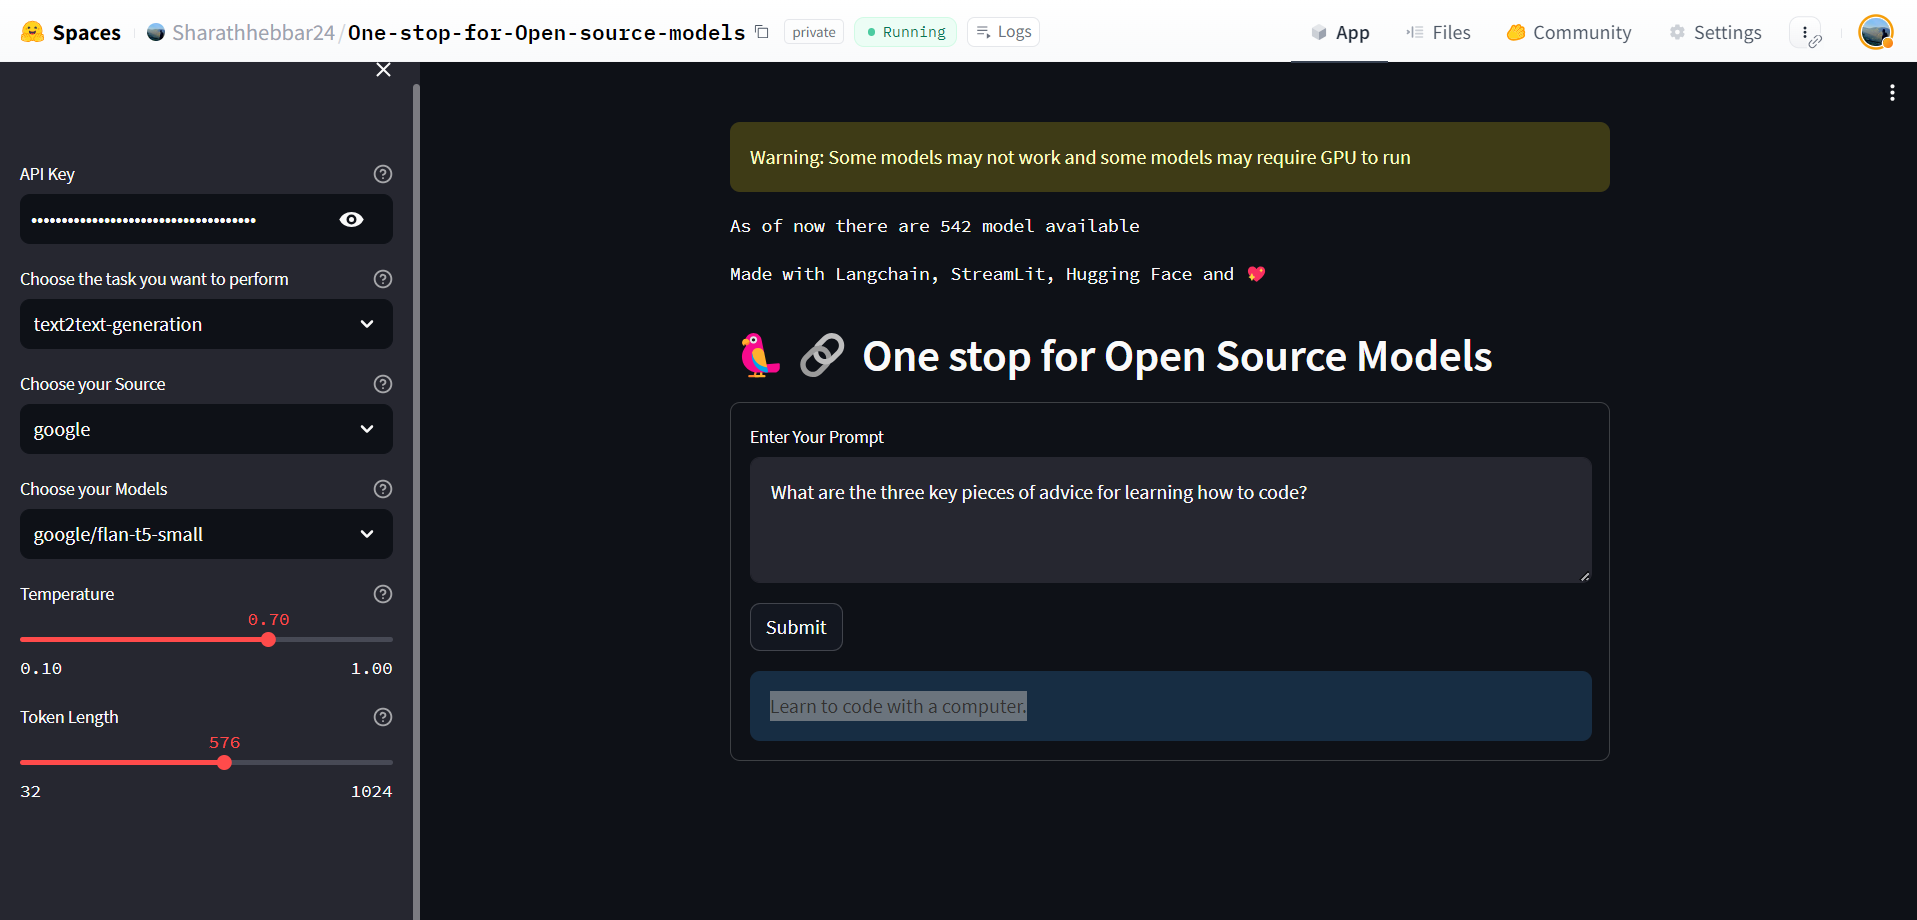 Spaces Sharathhebbar24/One-stop-for-Open-source-models private Running Logs App Files Community Settings
API Key
••••••••••••••••••••••••••••••••••••
Choose the task you want to perform
text2text-generation
Choose your Source
google
Choose your Models
google/flan-t5-small
Temperature
0.70
0.10 1.00
Token Length
576
32 1024
Warning: Some models may not work and some models may require GPU to run
As of now there are 542 model available
Made with Langchain, StreamLit, Hugging Face and 💖
🦜 🔗 One stop for Open Source Models
Enter Your Prompt
What are the three key pieces of advice for learning how to code?
Submit
Learn to code with a computer.